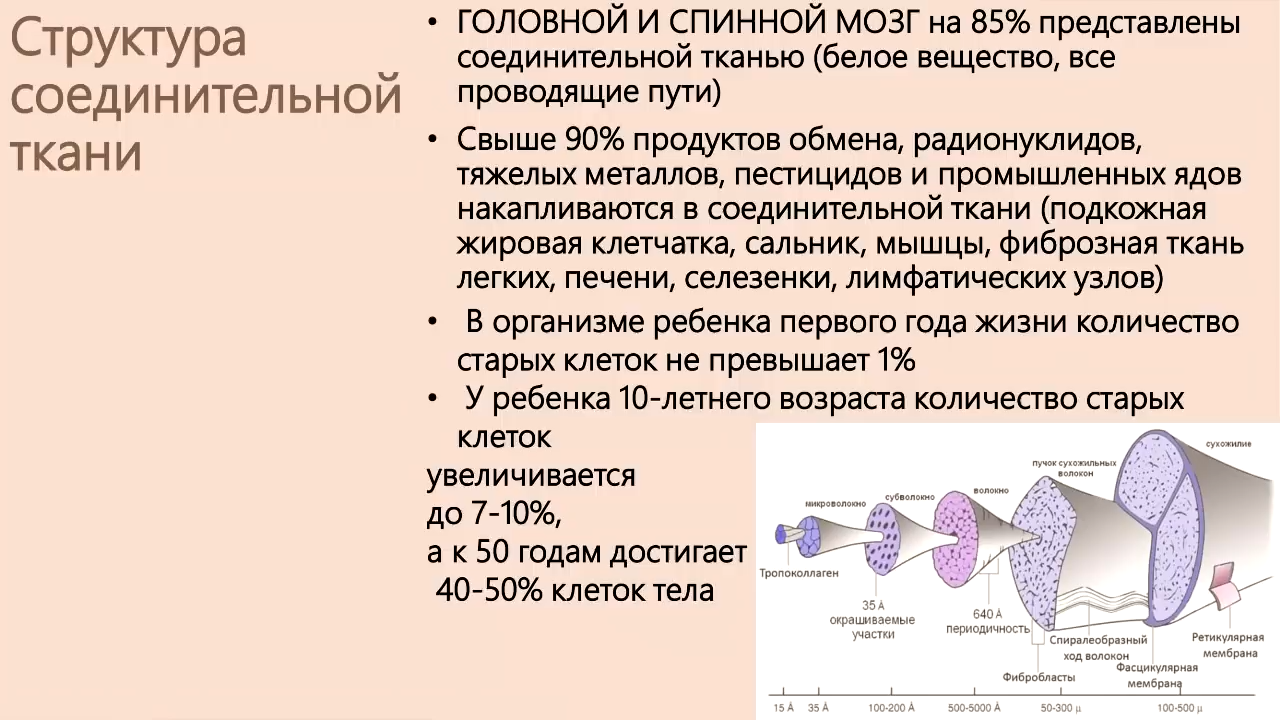 Структура
соединительной
ткани
• ГОЛОВНОЙ И СПИННОЙ МОЗГ на 85% представлены
соединительной тканью (белое вещество, все
проводящие пути)
• Свыше 90% продуктов обмена, радионуклидов,
тяжелых металлов, пестицидов и промышленных ядов
накапливаются в соединительной ткани (подкожная
жировая клетчатка, сальник, мышцы, фиброзная ткань
легких, печени, селезенки, лимфатических узлов)
• В организме ребенка первого года жизни количество
старых клеток не превышает 1%
• У ребенка 10-летнего возраста количество старых
клеток
увеличивается
до 7-10%,
а к 50 годам достигает
40-50% клеток тела
сухожилие
пучок сухожильных
волокон
волокно
субволокно
микроволокно
Тропоколлаген
35 Å
окрашиваемые
участки
640 Å
периодичность
Спиралеобразный
ход волокон
Ретикулярная
мембрана
Фасцикулярная
мембрана
Фибробласты
15 Å
35 Å
100-200 Å
500-5000 Å
50-300 µ
100-500 µ